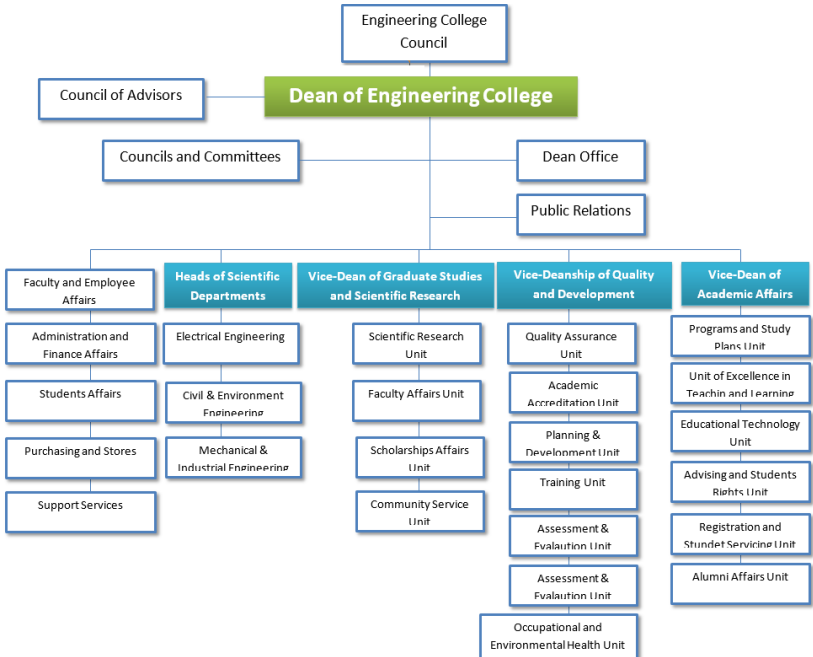 Engineering College
Council
Council of Advisors
Dean of Engineering College
Councils and Committees
Dean Office
Public Relations
Faculty and Employee
Affairs
Administration and
Finance Affairs
Students Affairs
Purchasing and Stores
Support Services
Heads of Scientific
Departments
Electrical Engineering
Civil & Environment
Engineering
Mechanical &
Industrial Engineering
Vice-Dean of Graduate Studies
and Scientific Research
Scientific Research
Unit
Faculty Affairs Unit
Scholarships Affairs
Unit
Community Service
Unit
Vice-Deanship of Quality
and Development
Quality Assurance
Unit
Academic
Accreditation Unit
Planning &
Development Unit
Training Unit
Assessment &
Evalaution Unit
Assessment &
Evalaution Unit
Occupational and
Environmental Health Unit
Vice-Dean of
Academic Affairs
Programs and Study
Plans Unit
Unit of Excellence in
Teachin and Learning
Educational Technology
Unit
Advising and Students
Rights Unit
Registration and
Stundet Servicing Unit
Alumni Affairs Unit